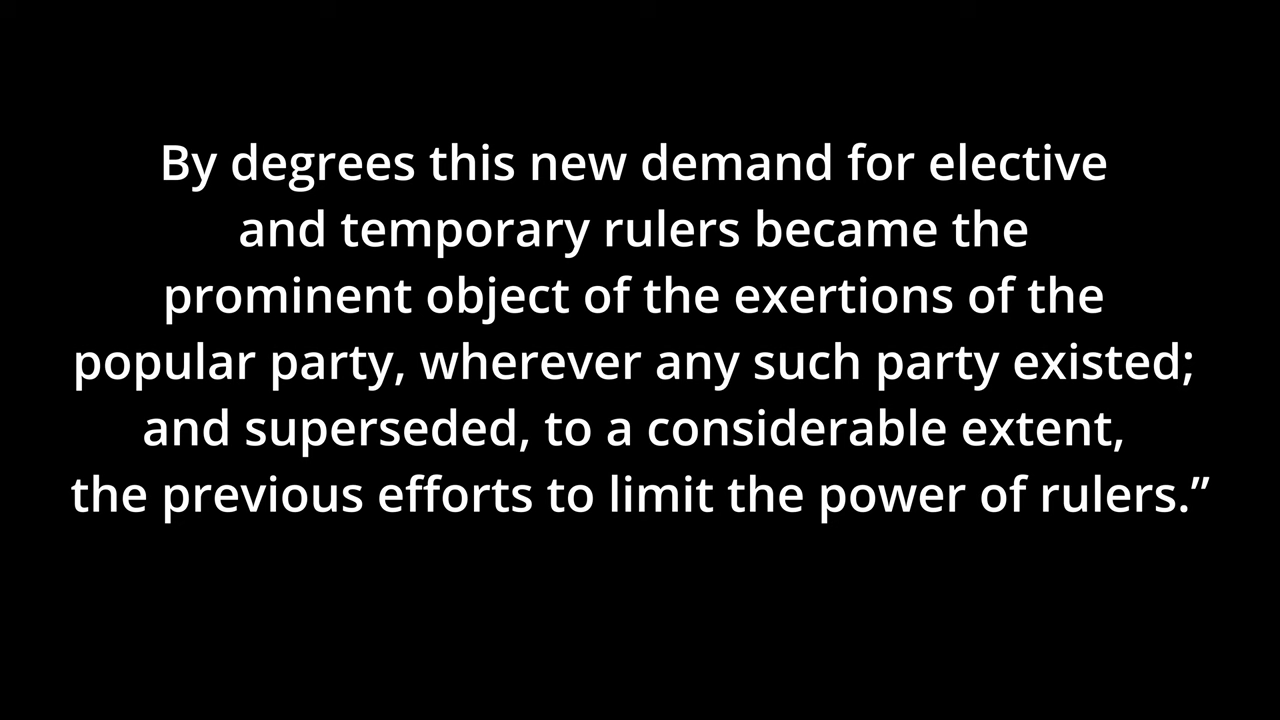 By degrees this new demand for elective
and temporary rulers became the
prominent object of the exertions of the
popular party, wherever any such party existed;
and superseded, to a considerable extent,
the previous efforts to limit the power of rulers.”